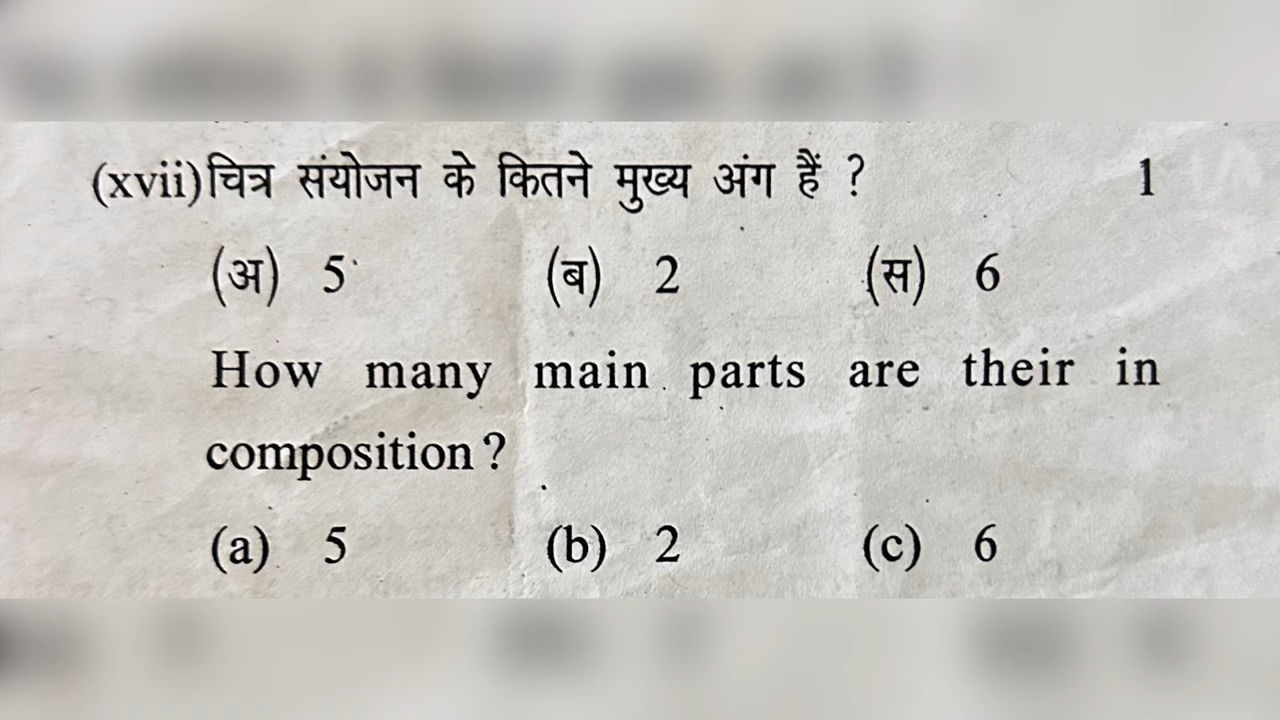 (xvii) चित्र संयोजन के कितने मुख्य अंग हैं ? 1
(अ) 5 (ब) 2 (स) 6
How many main parts are their in
composition ?
(a) 5 (b) 2 (c) 6